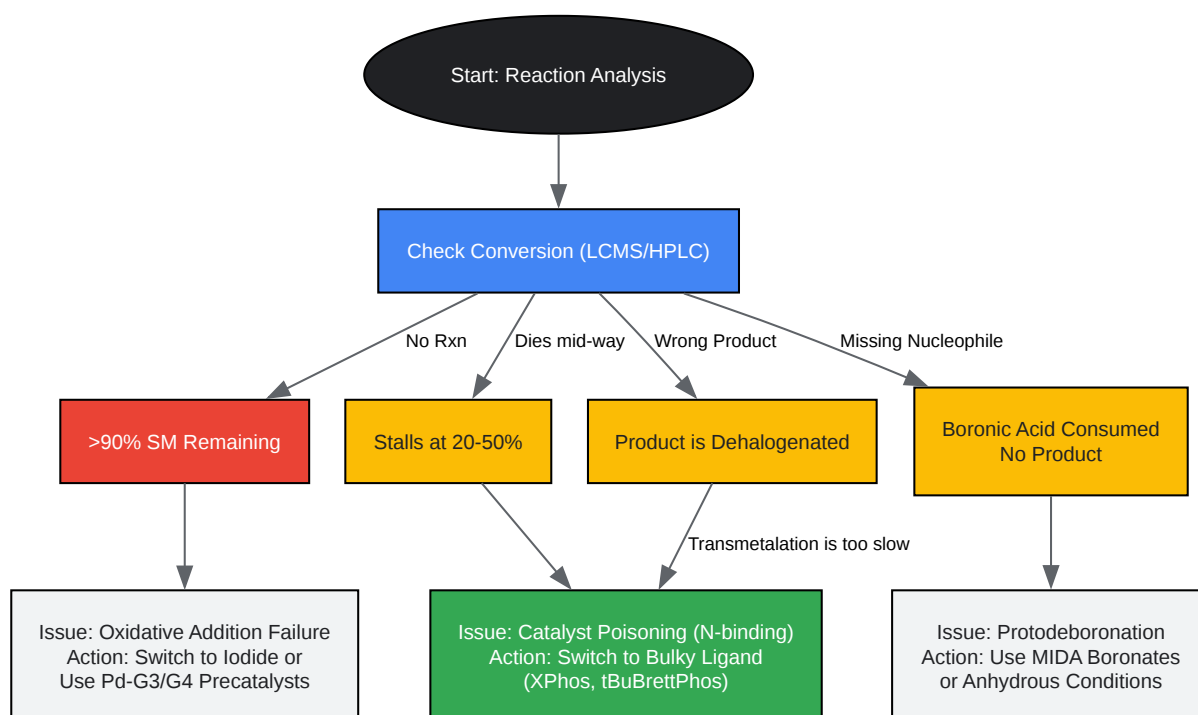 Start: Reaction Analysis
Check Conversion (LCMS/HPLC)
No Rxn
Dies mid-way
Wrong Product
Missing Nucleophile
>90% SM Remaining
Stalls at 20-50%
Product is Dehalogenated
Boronic Acid Consumed
No Product
Transmetalation is too slow
Issue: Oxidative Addition Failure
Action: Switch to Iodide or
Use Pd-G3/G4 Precatalysts
Issue: Catalyst Poisoning (N-binding)
Action: Switch to Bulky Ligand
(XPhos, tBuBrettPhos)
Issue: Protodeboronation
Action: Use MIDA Boronates
or Anhydrous Conditions